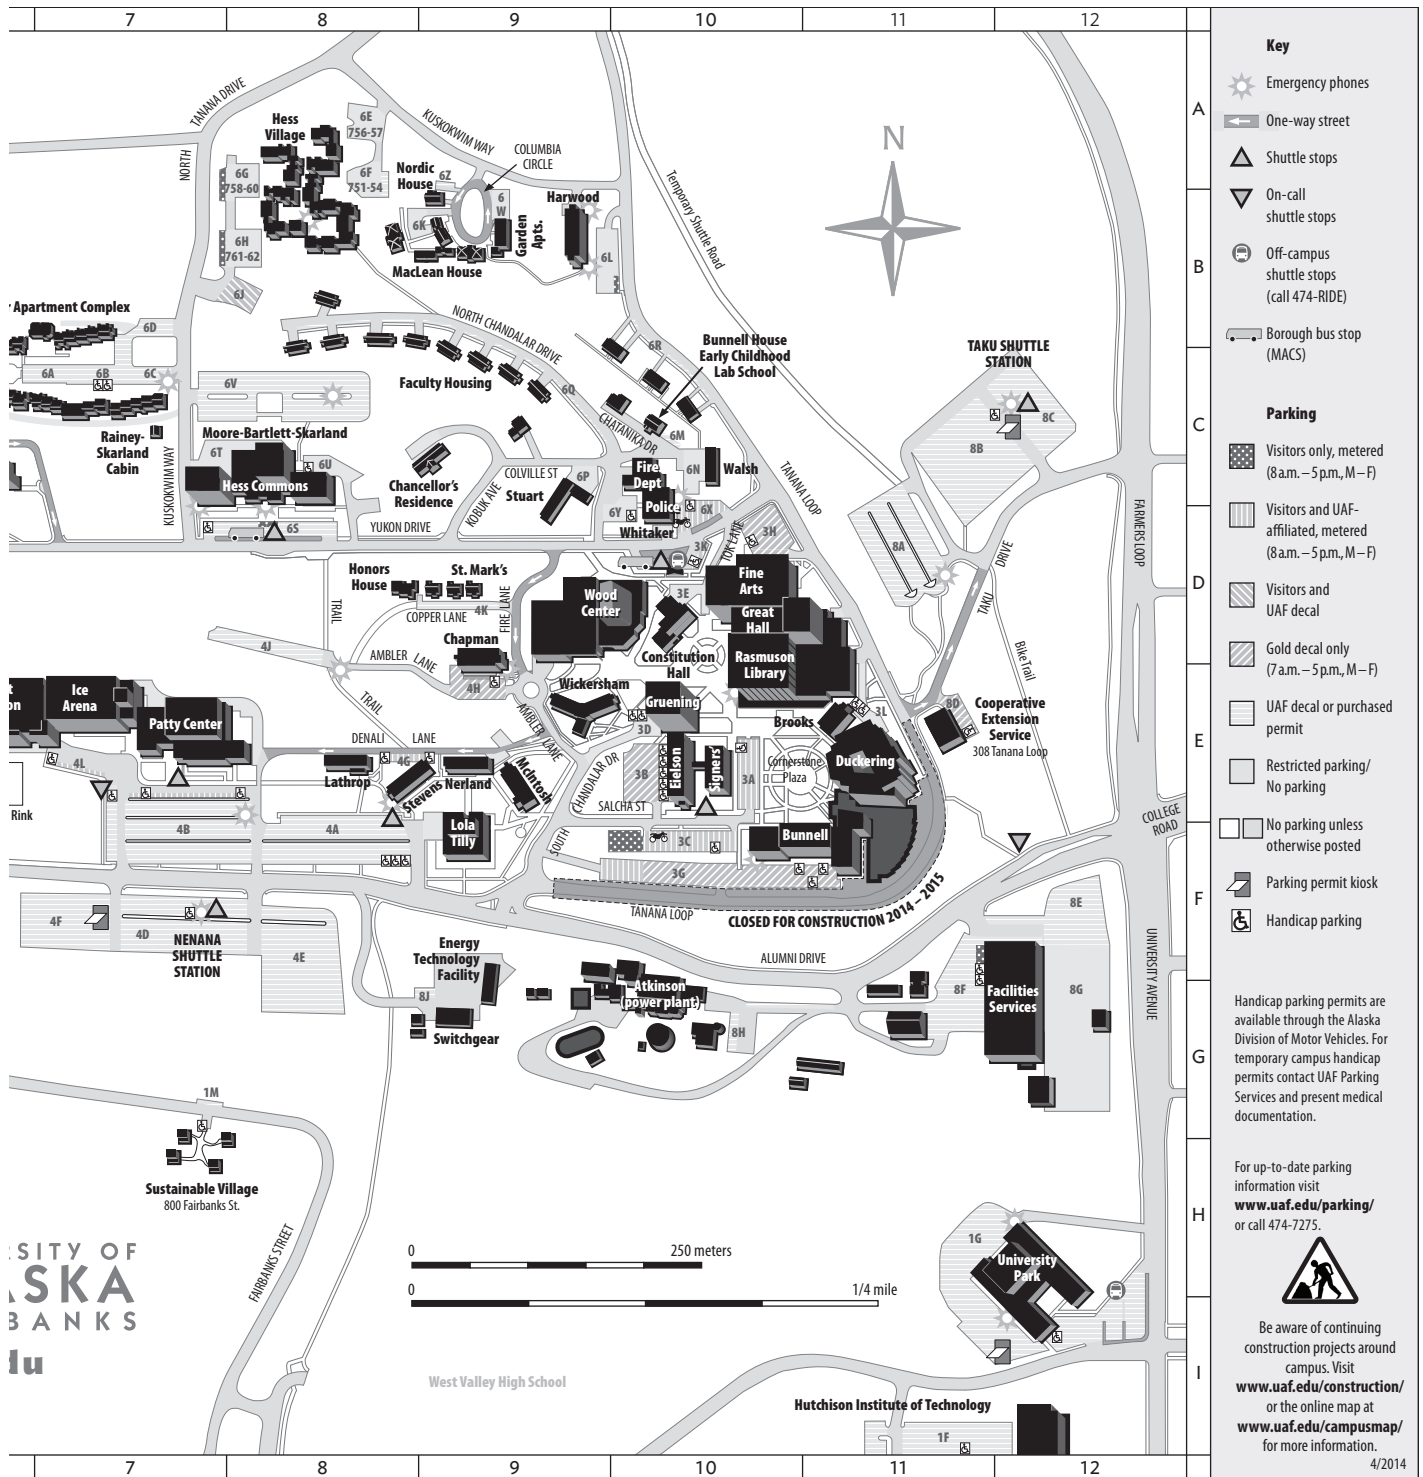 7 8 9 10 11 12
A
B
C
D
E
F
G
H
I
TANANA DRIVE
NORTH
Hess
Village
6E
756-57
6F
751-54
6G
758-60
6H
761-62
6J
KUSKOKWIM WAY
COLUMBIA
CIRCLE
Nordic
House
6Z
6K
6
W
Garden
Apts.
Harwood
6L
MacLean House
Temporary Shuttle Road
N
r Apartment Complex
6D
6A
6B
6C
6V
NORTH CHANDALAR DRIVE
Faculty Housing
6Q
6R
Bunnell House
Early Childhood
Lab School
TAKU SHUTTLE
STATION
8C
8B
Rainey-
Skarland
Cabin
KUSKOKWIM WAY
Moore-Bartlett-Skarland
6T
6U
Hess Commons
6S
YUKON DRIVE
Chancellor's
Residence
KOBUK AVE
COLVILLE ST
Stuart
6P
CHATANIKA DR
6M
6N
Walsh
Fire
Dept
Police
6Y
6X
Whitaker
TANANA LOOP
TOK LANE
3H
3K
8A
TAKU
DRIVE
FARMERS LOOP
Bike Trail
Honors
House
St. Mark's
4K
COPPER LANE
FIRE LANE
Wood
Center
3E
Fine
Arts
Great
Hall
Rasmuson
Library
Constitution
Hall
TRAIL
4J
AMBLER LANE
Chapman
4H
TRAIL
Wickersham
Gruening
AMBLER LANE
3D
Brooks
3L
8D
Cooperative
Extension
Service
308 Tanana Loop
t
on
Ice
Arena
Patty Center
4L
Rink
DENALI LANE
Lathrop
4G
Stevens
Nerland
McIntosh
Lola
Tilly
SOUTH
CHANDALAR DR
3B
Eielson
Signers'
3A
Cornerstone
Plaza
Duckering
SALCHA ST
3C
Bunnell
3G
4B
4A
COLLEGE
ROAD
TANANA LOOP
CLOSED FOR CONSTRUCTION 2014 – 2015
4F
4D
NENANA
SHUTTLE
STATION
4E
Energy
Technology
Facility
8J
Switchgear
Atkinson
(power plant)
8H
ALUMNI DRIVE
8E
8F
Facilities
Services
8G
UNIVERSITY AVENUE
1M
Sustainable Village
800 Fairbanks St.
FAIRBANKS STREET
RSITY OF
ASKA
BANKS
du
0 250 meters
0 1/4 mile
1G
University
Park
West Valley High School
Hutchison Institute of Technology
1F
7 8 9 10 11 12
Key
Emergency phones
One-way street
Shuttle stops
On-call
shuttle stops
Off-campus
shuttle stops
(call 474-RIDE)
Borough bus stop
(MACS)
Parking
Visitors only, metered
(8 a.m. – 5 p.m., M – F)
Visitors and UAF-
affiliated, metered
(8 a.m. – 5 p.m., M – F)
Visitors and
UAF decal
Gold decal only
(7 a.m. – 5 p.m., M – F)
UAF decal or purchased
permit
Restricted parking/
No parking
No parking unless
otherwise posted
Parking permit kiosk
Handicap parking
Handicap parking permits are
available through the Alaska
Division of Motor Vehicles. For
temporary campus handicap
permits contact UAF Parking
Services and present medical
documentation.
For up-to-date parking
information visit
www.uaf.edu/parking/
or call 474-7275.
Be aware of continuing
construction projects around
campus. Visit
www.uaf.edu/construction/
or the online map at
www.uaf.edu/campusmap/
for more information.
4/2014